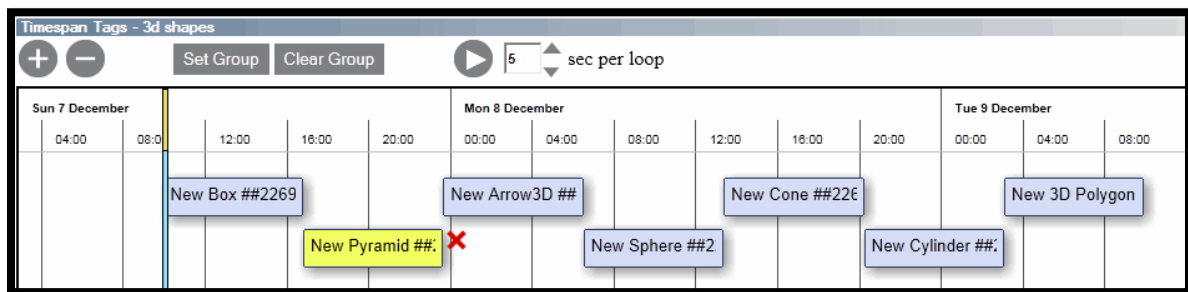 Timespan Tags - 3d shapes
Set Group Clear Group 5 sec per loop
Sun 7 December Mon 8 December Tue 9 December
04:00 08:0 12:00 16:00 20:00 00:00 04:00 08:00 12:00 16:00 20:00 00:00 04:00 08:00
New Box ##2269 New Arrow3D ## New Cone ##226 New 3D Polygon
New Pyramid ##2 New Sphere ##2 New Cylinder ##2